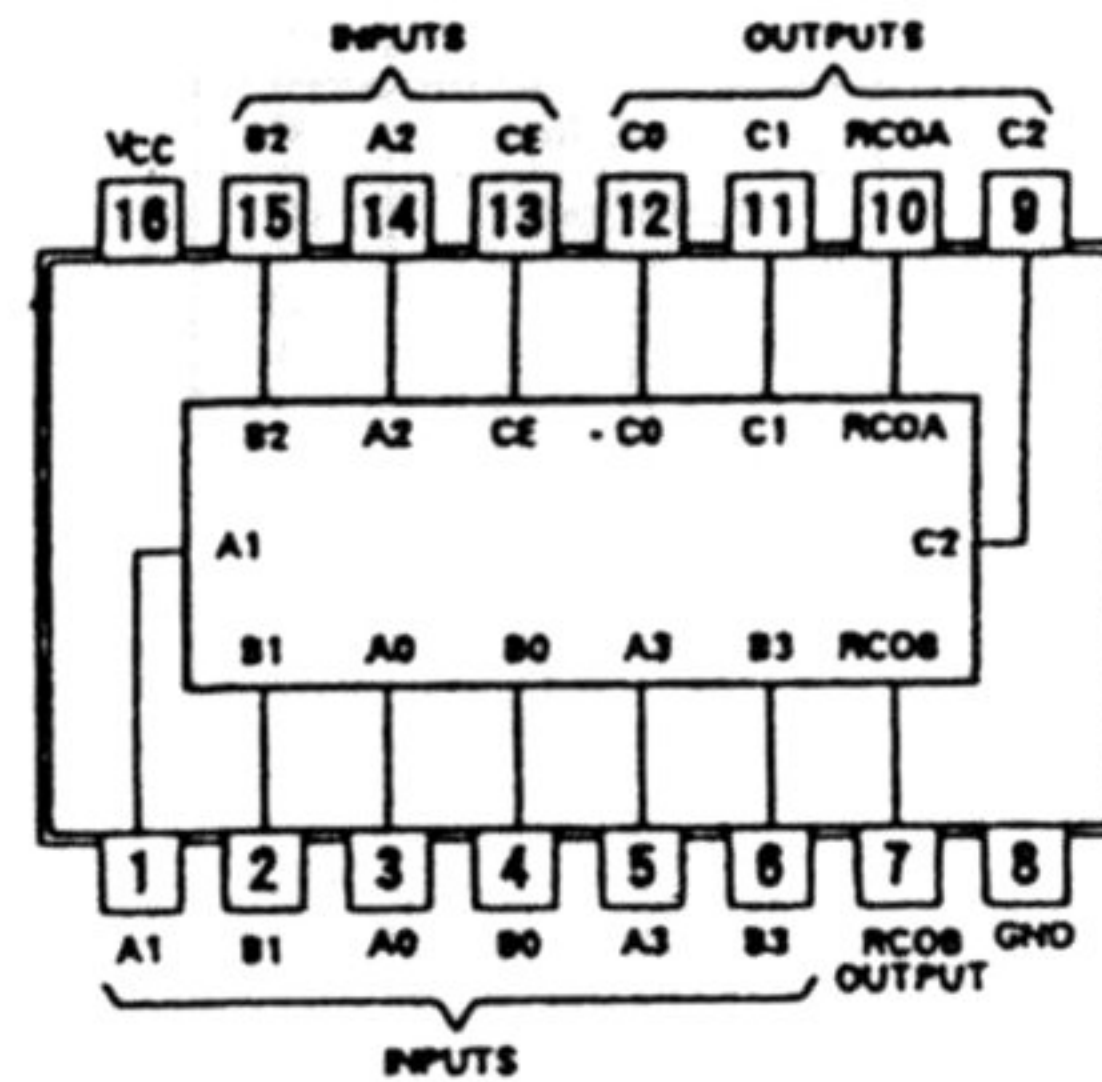 INPUTS OUTPUTS
VCC B2 A2 CE C0 C1 RCOA C2
16 15 14 13 12 11 10 9
B2 A2 CE - C0 C1 RCOA
A1 C2
B1 A0 B0 A3 B3 RCOB
1 2 3 4 5 6 7 8
A1 B1 A0 B0 A3 B3 RCOB GND
OUTPUT
INPUTS